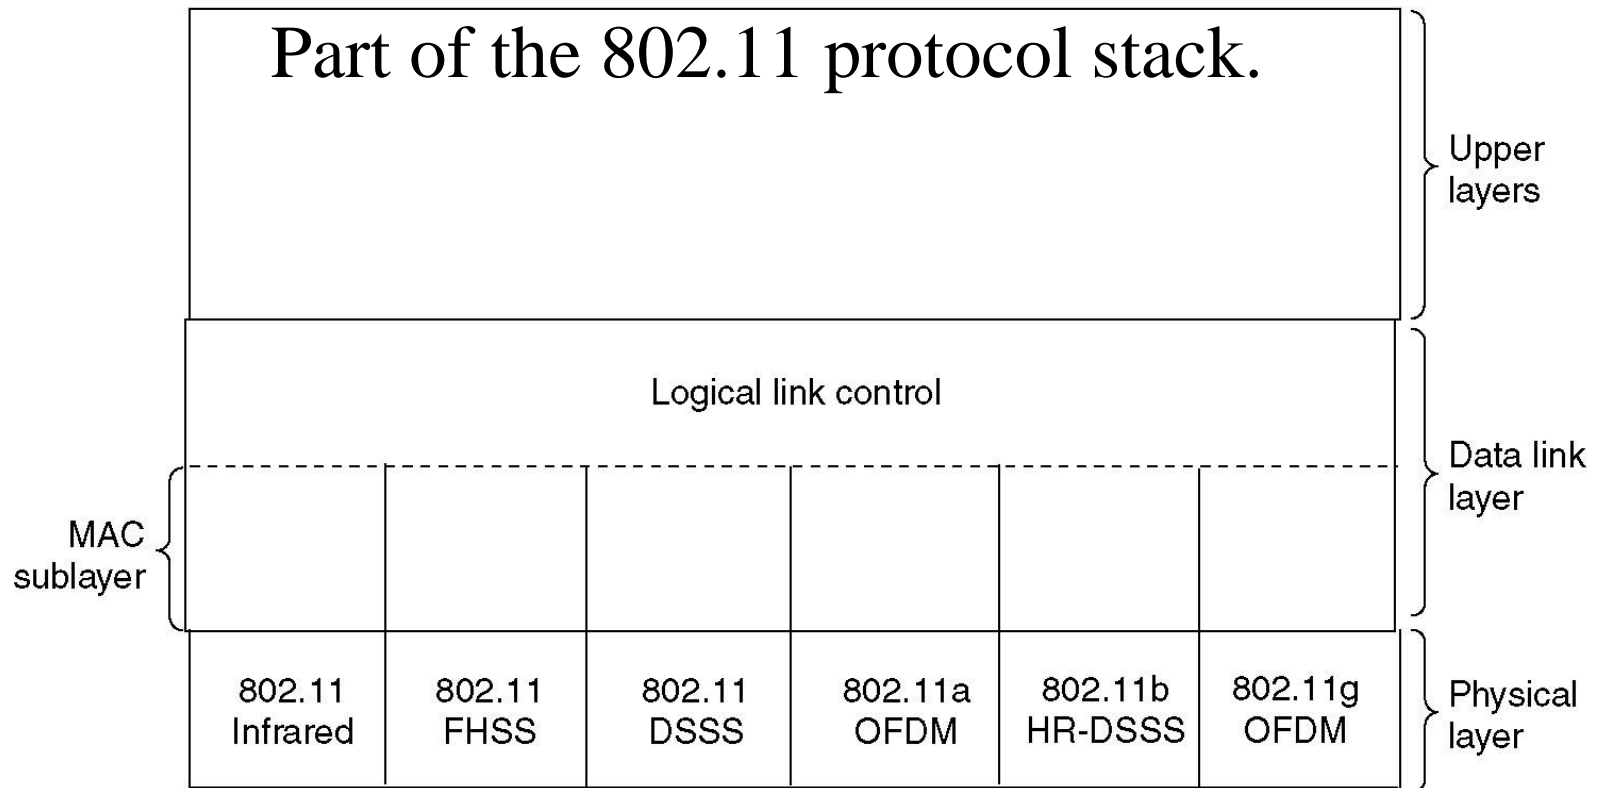 Part of the 802.11 protocol stack.
Upper
layers
Logical link control
Data link
layer
MAC
sublayer
802.11
Infrared
802.11
FHSS
802.11
DSSS
802.11a
OFDM
802.11b
HR-DSSS
802.11g
OFDM
Physical
layer